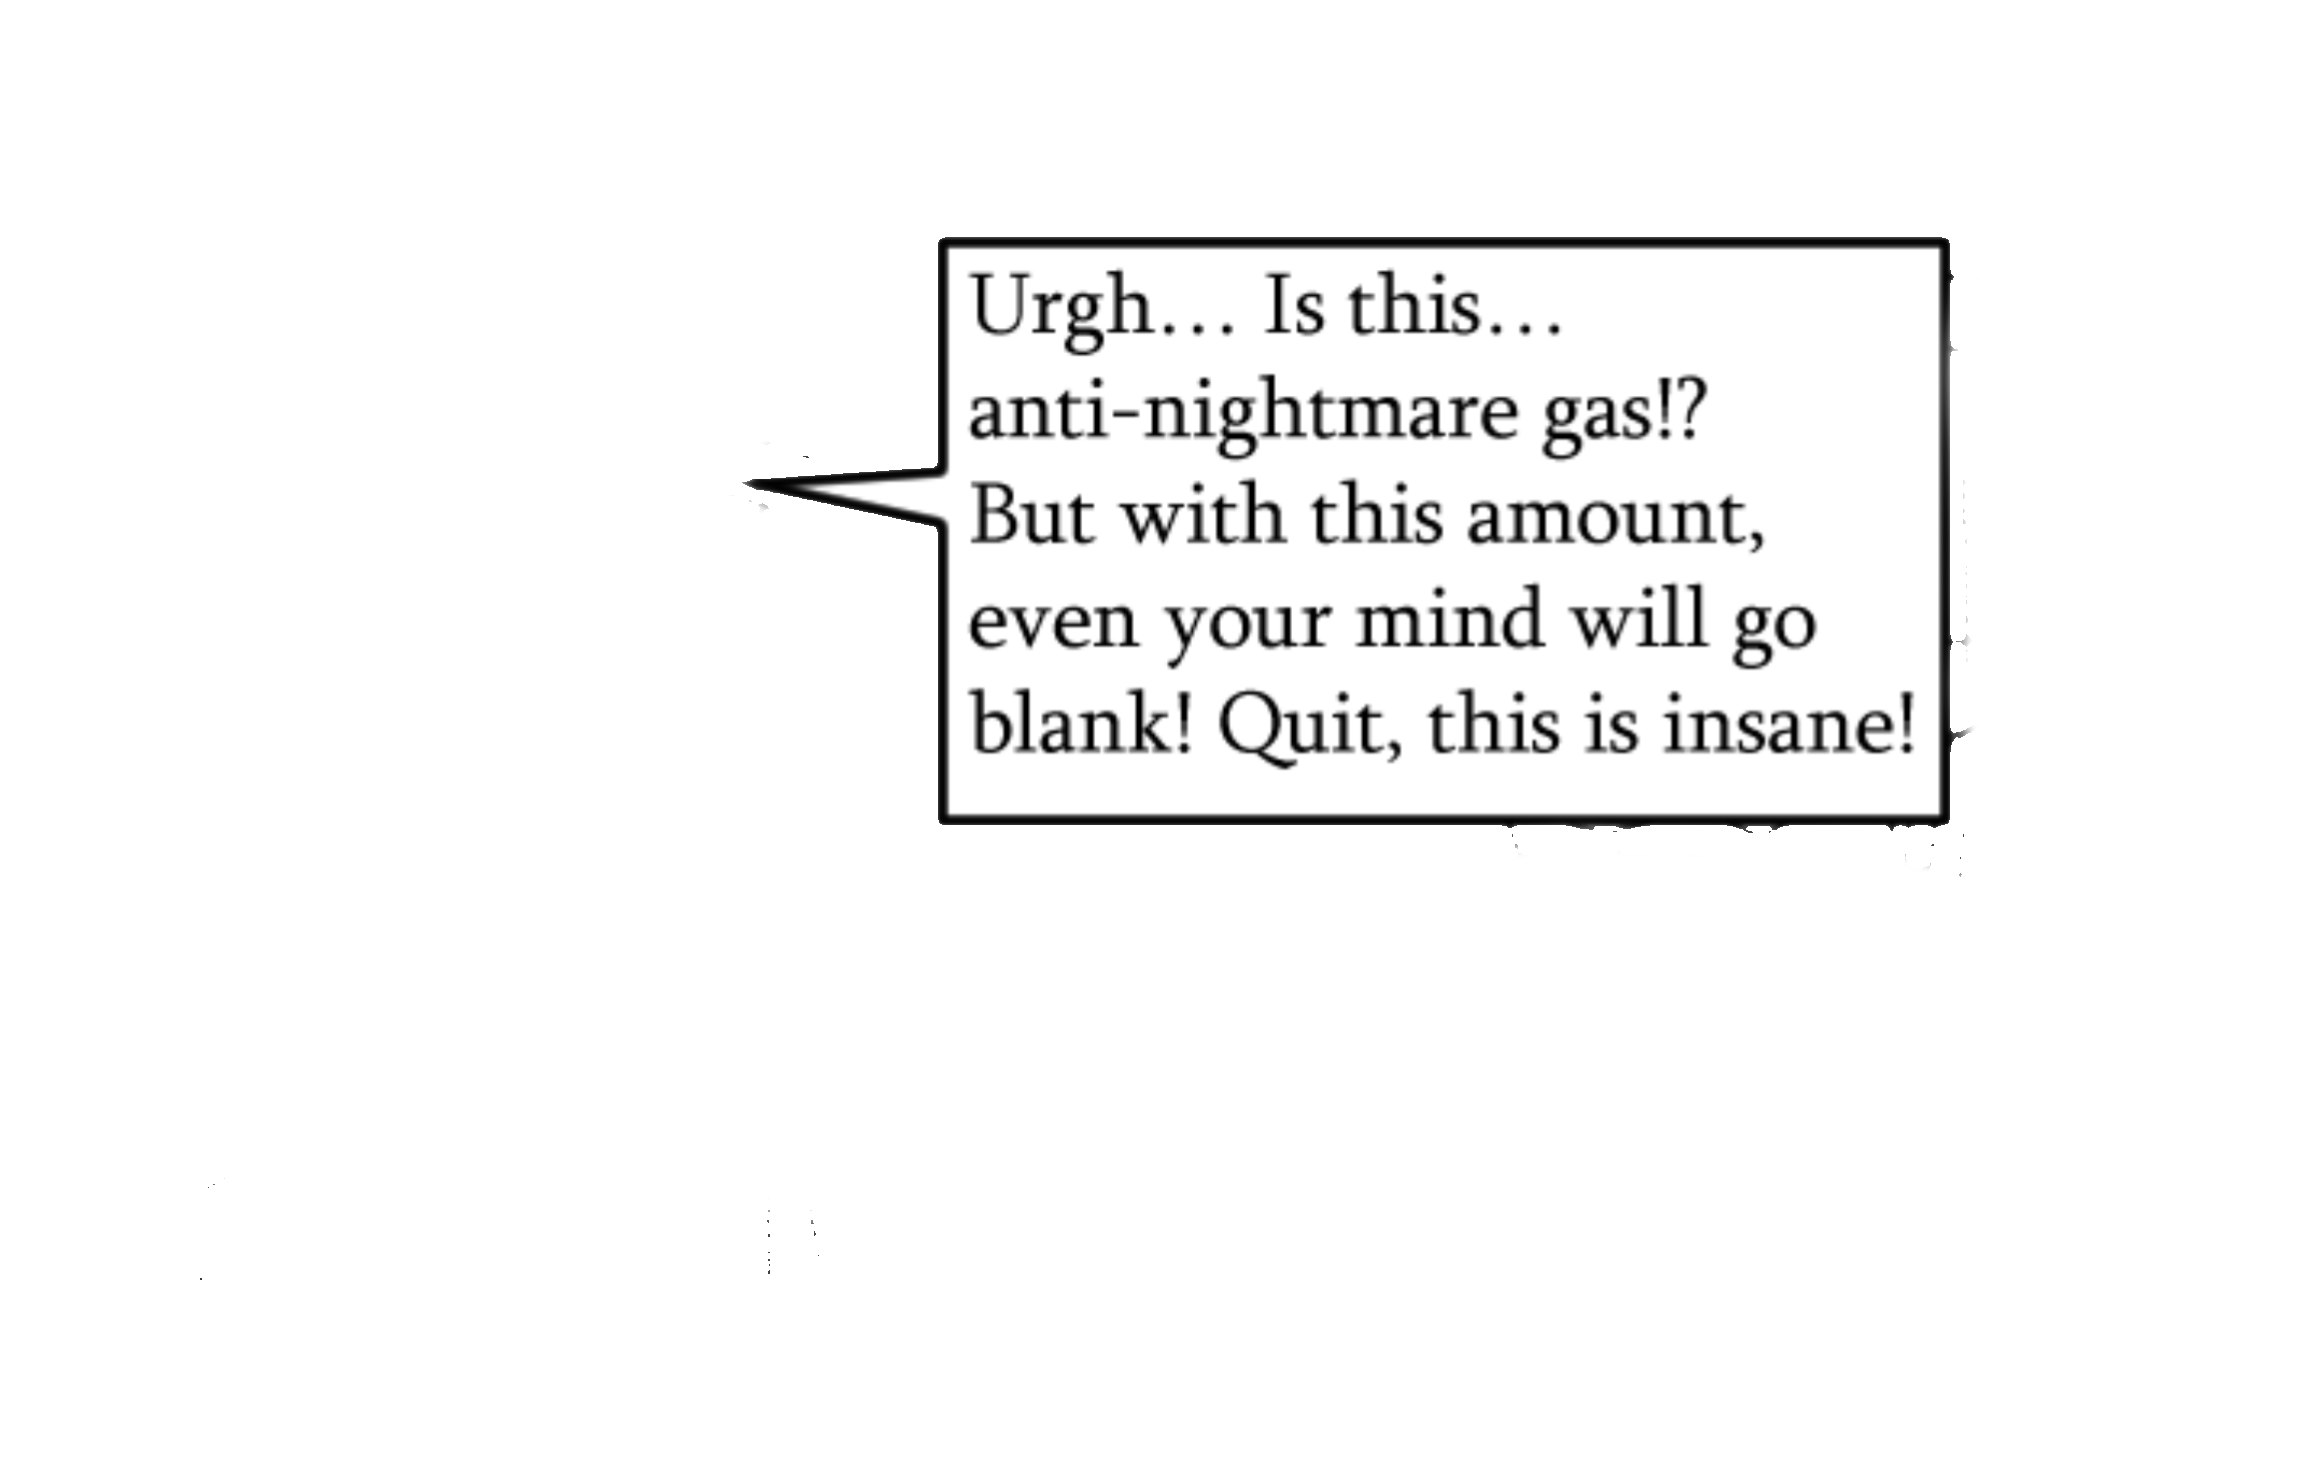 Urgh… Is this…
anti-nightmare gas!?
But with this amount,
even your mind will go
blank! Quit, this is insane!